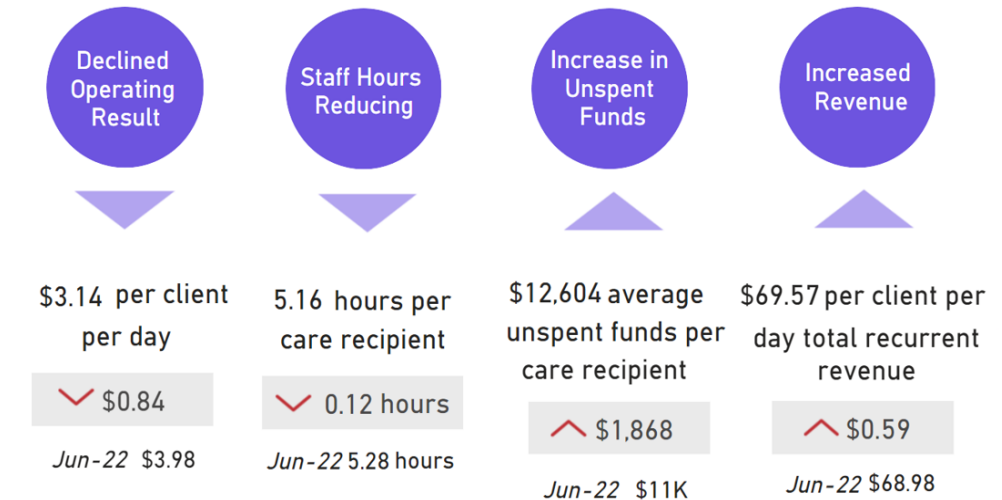 Declined
Operating
Result
$3.14 per client
per day
$0.84
Jun-22 $3.98
Staff Hours
Reducing
5.16 hours per
care recipient
0.12 hours
Jun-22 5.28 hours
Increase in
Unspent
Funds
$12,604 average
unspent funds per
care recipient
$1,868
Jun-22 $11K
Increased
Revenue
$69.57 per client per
day total recurrent
revenue
$0.59
Jun-22 $68.98